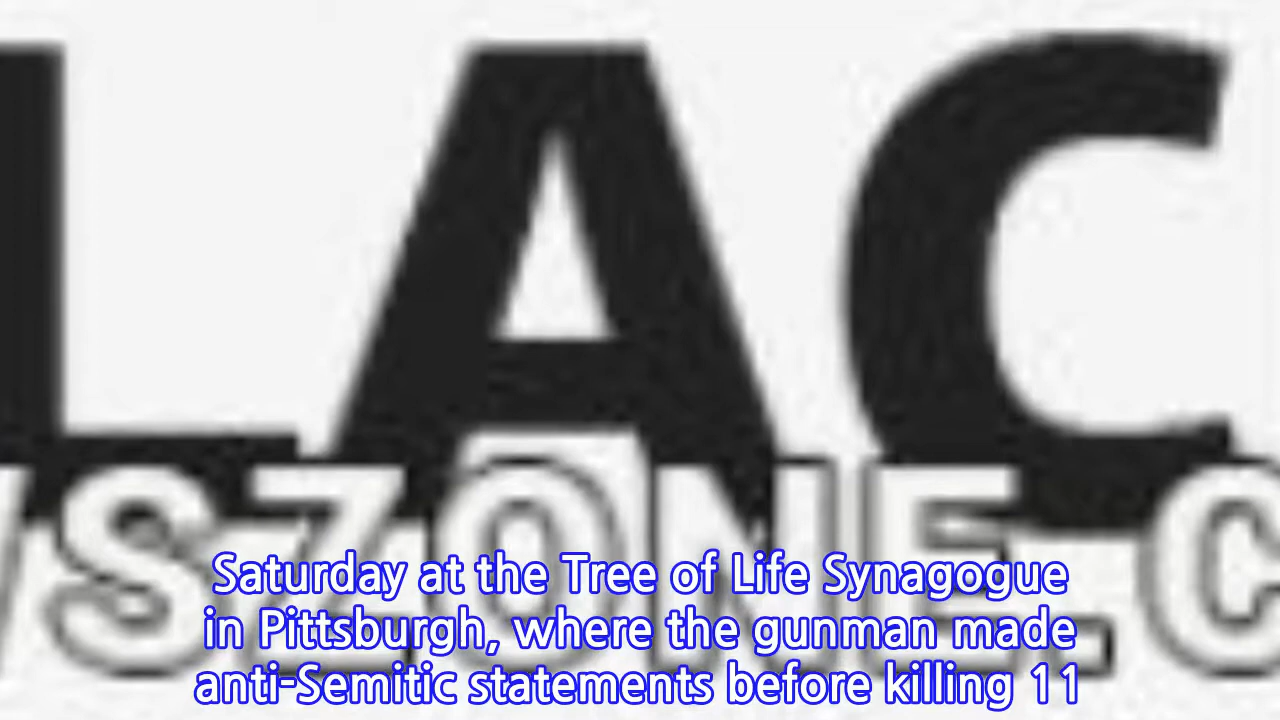 LAC
WSZONE.C
Saturday at the Tree of Life Synagogue
in Pittsburgh, where the gunman made
anti-Semitic statements before killing 11